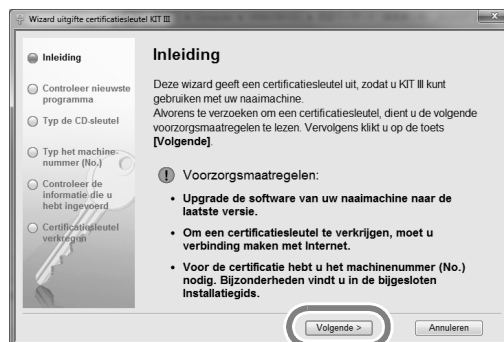 Wizard uitgifte certificatiesleutel KIT III
Inleiding
Controleer nieuwste
programma
Typ de CD-sleutel
Typ het machine-
nummer (No.)
Controleer de
informatie die u
hebt ingevoerd
Certificatiesleutel
verkregen
Inleiding
Deze wizard geeft een certificatiesleutel uit, zodat u KIT III kunt
gebruiken met uw naaimachine.
Alvorens te verzoeken om een certificatiesleutel, dient u de volgende
voorzorgsmaatregelen te lezen. Vervolgens klikt u op de toets
[Volgende].
Voorzorgsmaatregelen:
• Upgrade de software van uw naaimachine naar de
laatste versie.
• Om een certificatiesleutel te verkrijgen, moet u
verbinding maken met Internet.
• Voor de certificatie hebt u het machinenummer (No.)
nodig. Bijzonderheden vindt u in de bijgesloten
Installatiegids.
Volgende >
Annuleren